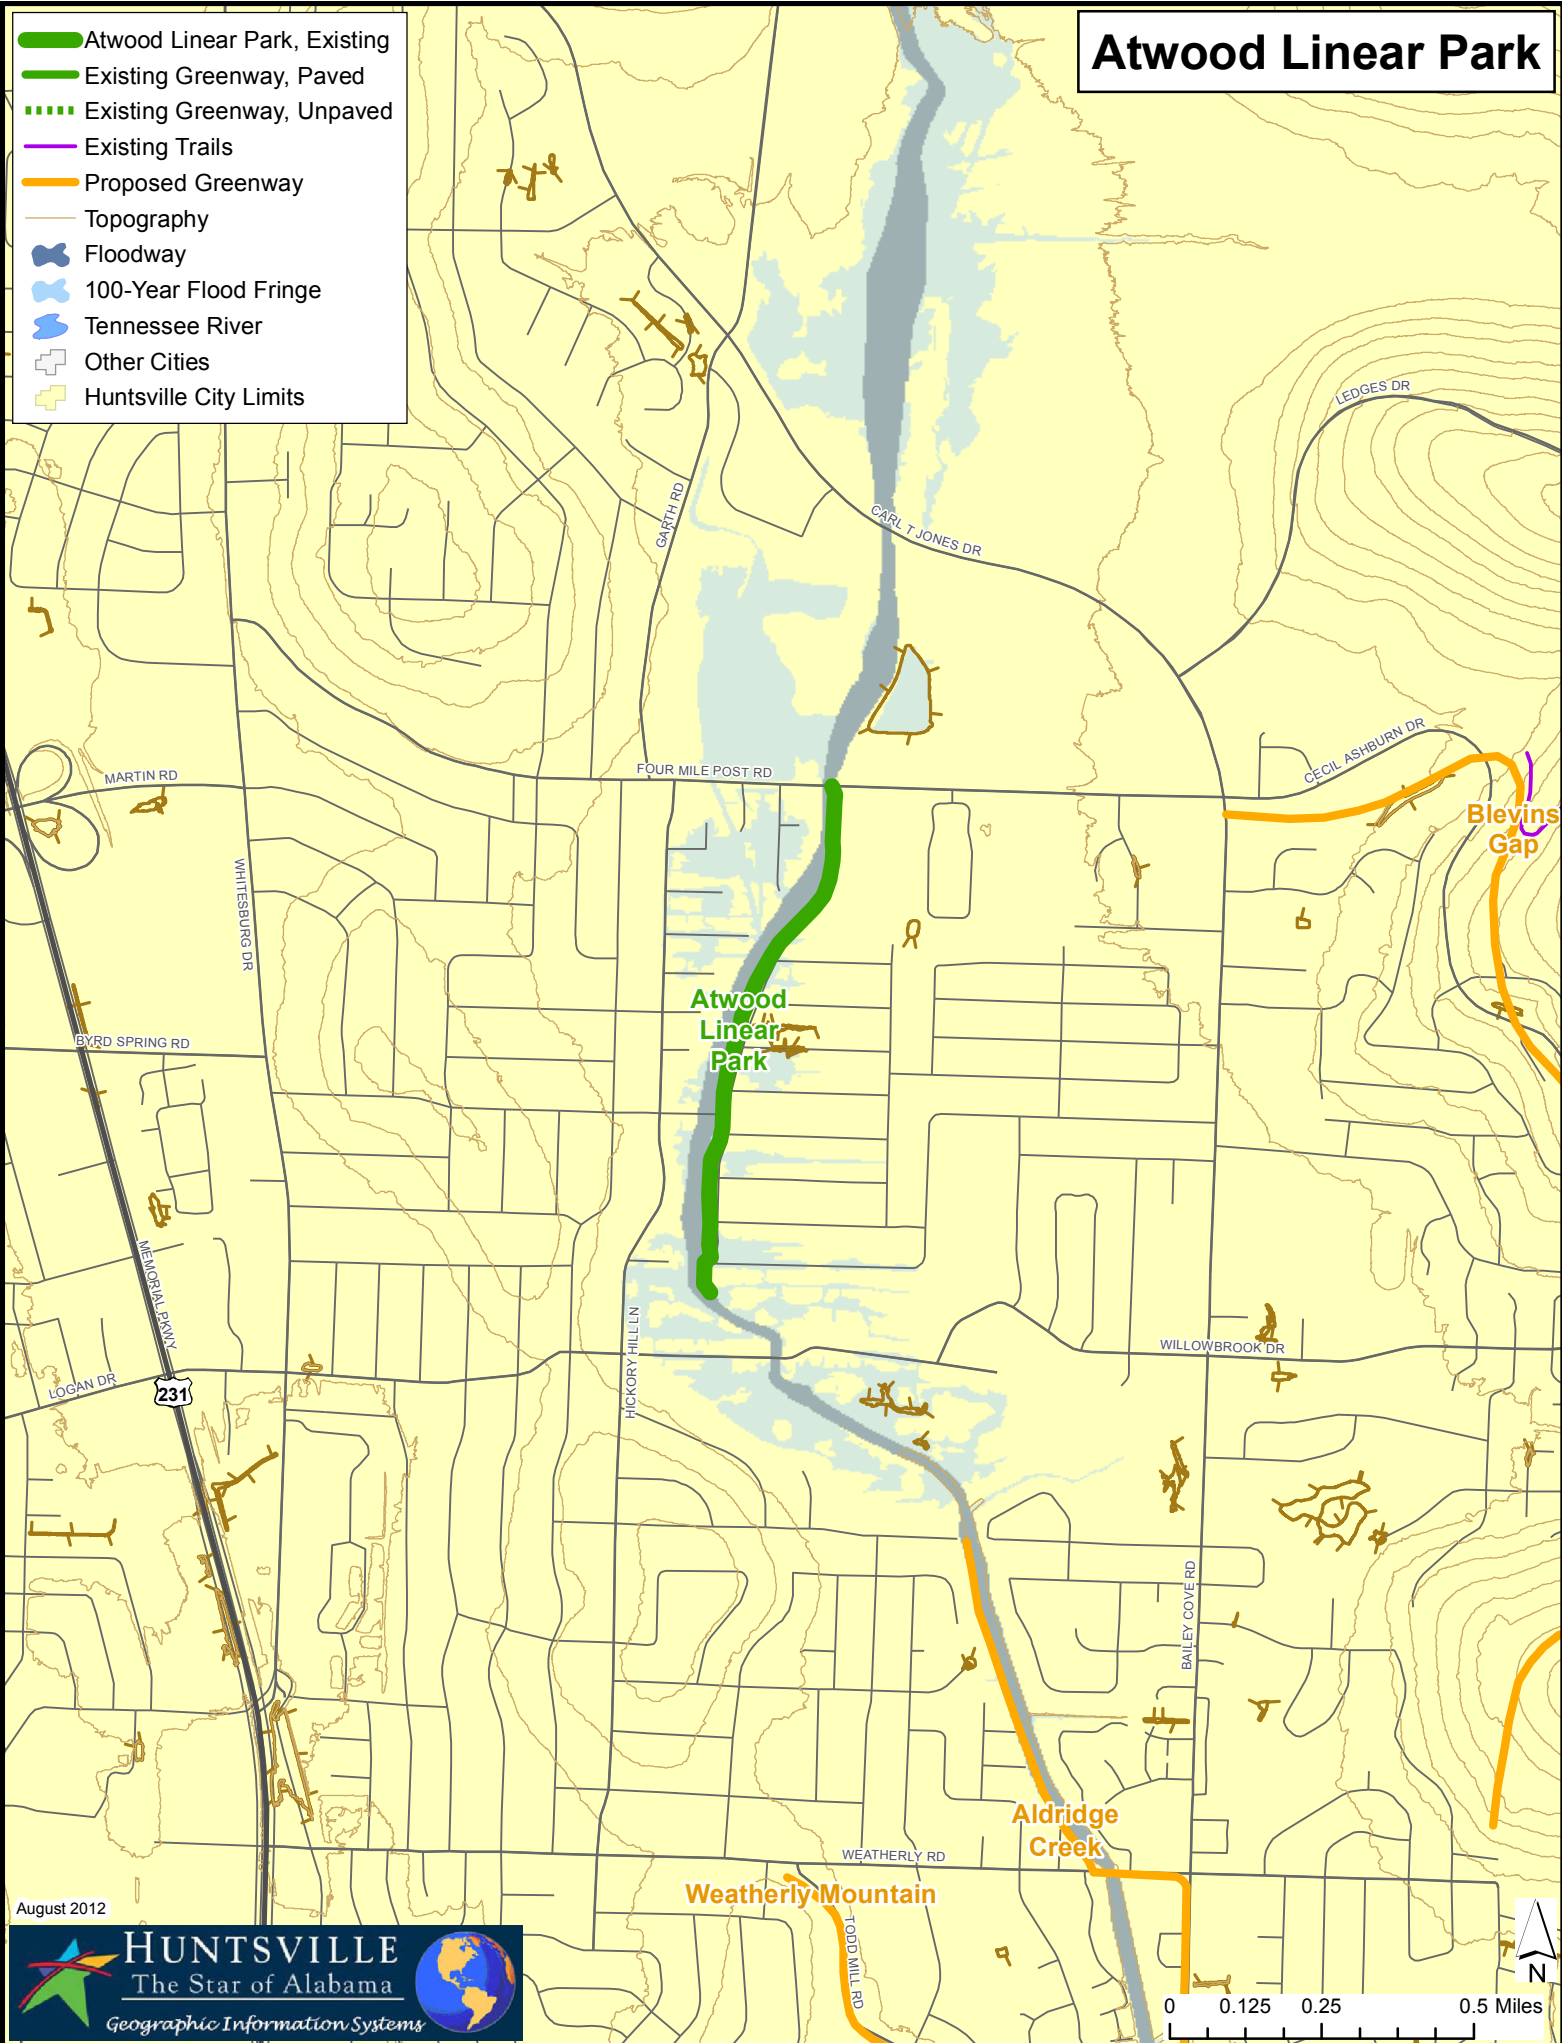 Atwood Linear Park
Atwood Linear Park, Existing
Existing Greenway, Paved
Existing Greenway, Unpaved
Existing Trails
Proposed Greenway
Topography
Floodway
100-Year Flood Fringe
Tennessee River
Other Cities
Huntsville City Limits
LEDGES DR
GARTH RD
CARL T JONES DR
CECIL ASHBURN DR
MARTIN RD
FOUR MILE POST RD
Blevins
Gap
WHITESBURG DR
Atwood
Linear
Park
BYRD SPRING RD
MEMORIAL PKWY
HICKORY HILL LN
WILLOWBROOK DR
LOGAN DR
231
BAILEY COVE RD
Aldridge
Creek
WEATHERLY RD
Weatherly Mountain
TODD MILL RD
August 2012
HUNTSVILLE
The Star of Alabama
Geographic Information Systems
N
0 0.125 0.25 0.5 Miles